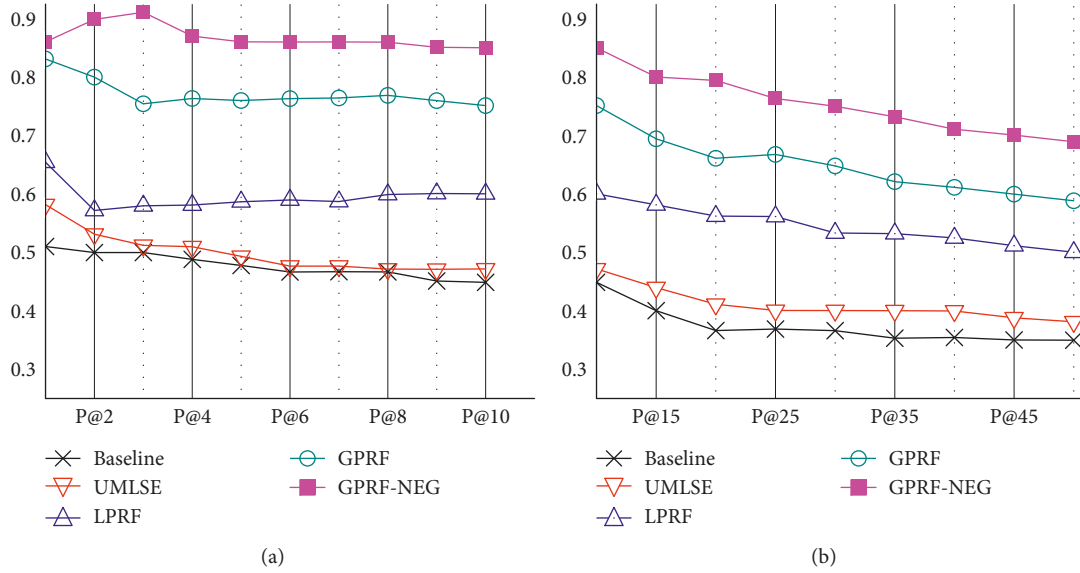 0.9
0.8
0.7
0.6
0.5
0.4
0.3
P@2 P@4 P@6 P@8 P@10
Baseline
UMLSE
LPRF
GPRF
GPRF-NEG
(a)
0.9
0.8
0.7
0.6
0.5
0.4
0.3
P@15 P@25 P@35 P@45
Baseline
UMLSE
LPRF
GPRF
GPRF-NEG
(b)